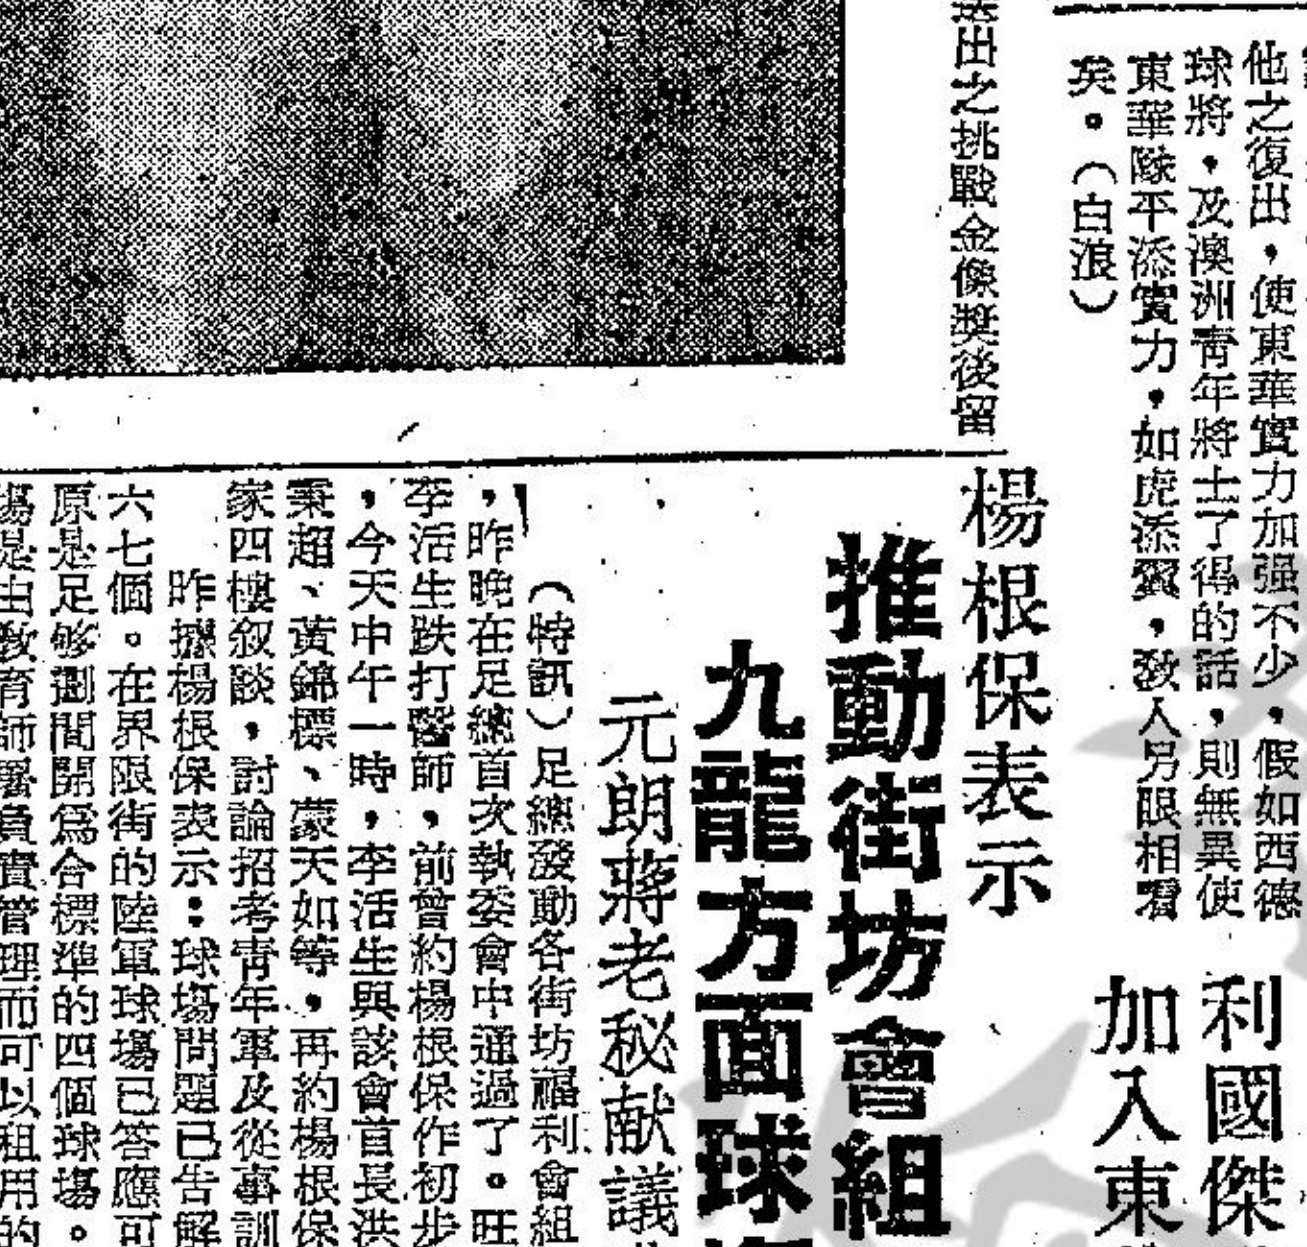 他之復出，使東華實力加强不少，假如西德
球將，及澳洲青年將士了得的話，則無異使
東華隊平添實力，如虎添翼，敎人另眼相看
矣。（白浪）
利國傑
加入東
出之挑戰金像獎後留
楊根保表示
推動街坊會組
九龍方面球
元朗蔣老秘献議
（特訊）足總發動各街坊福利會組
，昨晚在足總首次執委會中通過了。旺
李活生跌打醫師，前曾約楊根保作初步
，今天中午一時，李活生與該會首長洪
秉超、黃錦標、蒙天如等，再約楊根保
家四樓叙談，討論招考青年軍及從事訓
昨據楊根保表示：球場問題已告解
六七個。在界限街的陸軍球場已答應可
原是足够劃間開爲合標準的四個球場。
場是由敎育師署負責管理而可以租用的